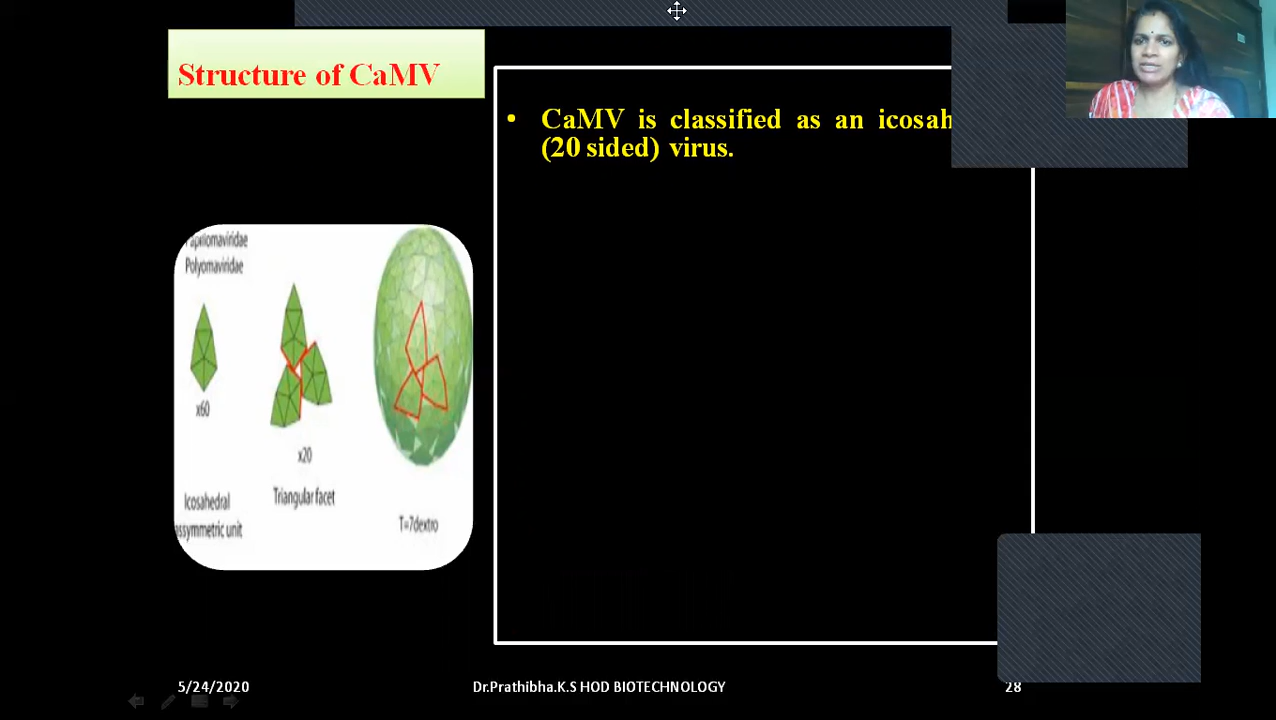 Structure of CaMV
• CaMV is classified as an icosah
(20 sided) virus.
Papillomaviridae
Polyomaviridae
x60
x20
Icosahedral
assymmetric unit
Triangular facet
T=7dextro
5/24/2020
Dr.Prathibha.K.S HOD BIOTECHNOLOGY
28